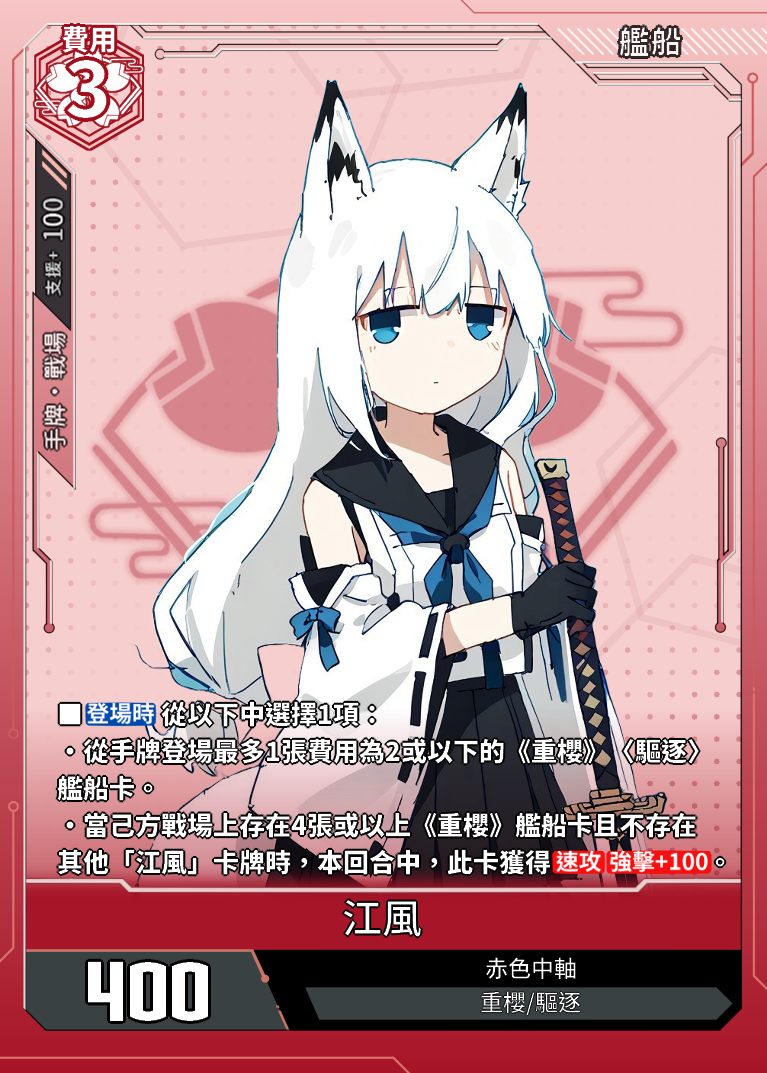 費用
3
艦船
支援+ 100
手牌・戰場
■登場時 從以下中選擇1項：
・從手牌登場最多1張費用為2或以下的《重櫻》〈驅逐〉
艦船卡。
・當己方戰場上存在4張或以上《重櫻》艦船卡且不存在
其他「江風」卡牌時，本回合中，此卡獲得 速攻 強擊+100。
江風
400
赤色中軸
重櫻/驅逐